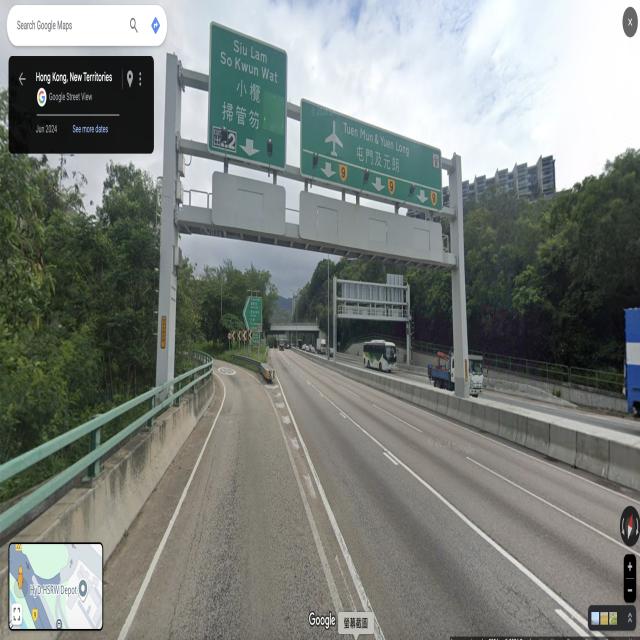 Search Google Maps
Hong Kong, New Territories
Google Street View
Jun 2024
See more dates
Siu Lam
So Kwun Wat
小欖
掃管笏
出口 2
Tuen Mun & Yuen Long
屯門及元朗
9
9
9
HyD HSRW Depot
Google
螢幕截圖